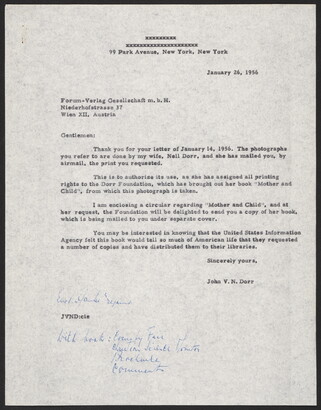 99 Park Avenue, New York, New York
January 26, 1956
Forum-Verlag Gesellschaft m. b. H.
Niederhofstrasse 37
Wien XII, Austria
Gentlemen:
Thank you for your letter of January 14, 1956. The photographs
you refer to are done by my wife, Nell Dorr, and she has mailed you, by
airmail, the print you requested.
This is to authorize its use, as she has assigned all printing
rights to the Dorr Foundation, which has brought out her book "Mother and
Child", from which this photograph is taken.
I am enclosing a circular regarding "Mother and Child", and at
her request, the Foundation will be delighted to send you a copy of her book,
which is being mailed to you under separate cover.
You may be interested in knowing that the United States Information
Agency felt this book would tell so much of American life that they requested
a number of copies and have distributed them to their libraries.
Sincerely yours,
John V. N. Dorr
JVND:eis
With book:
Comments